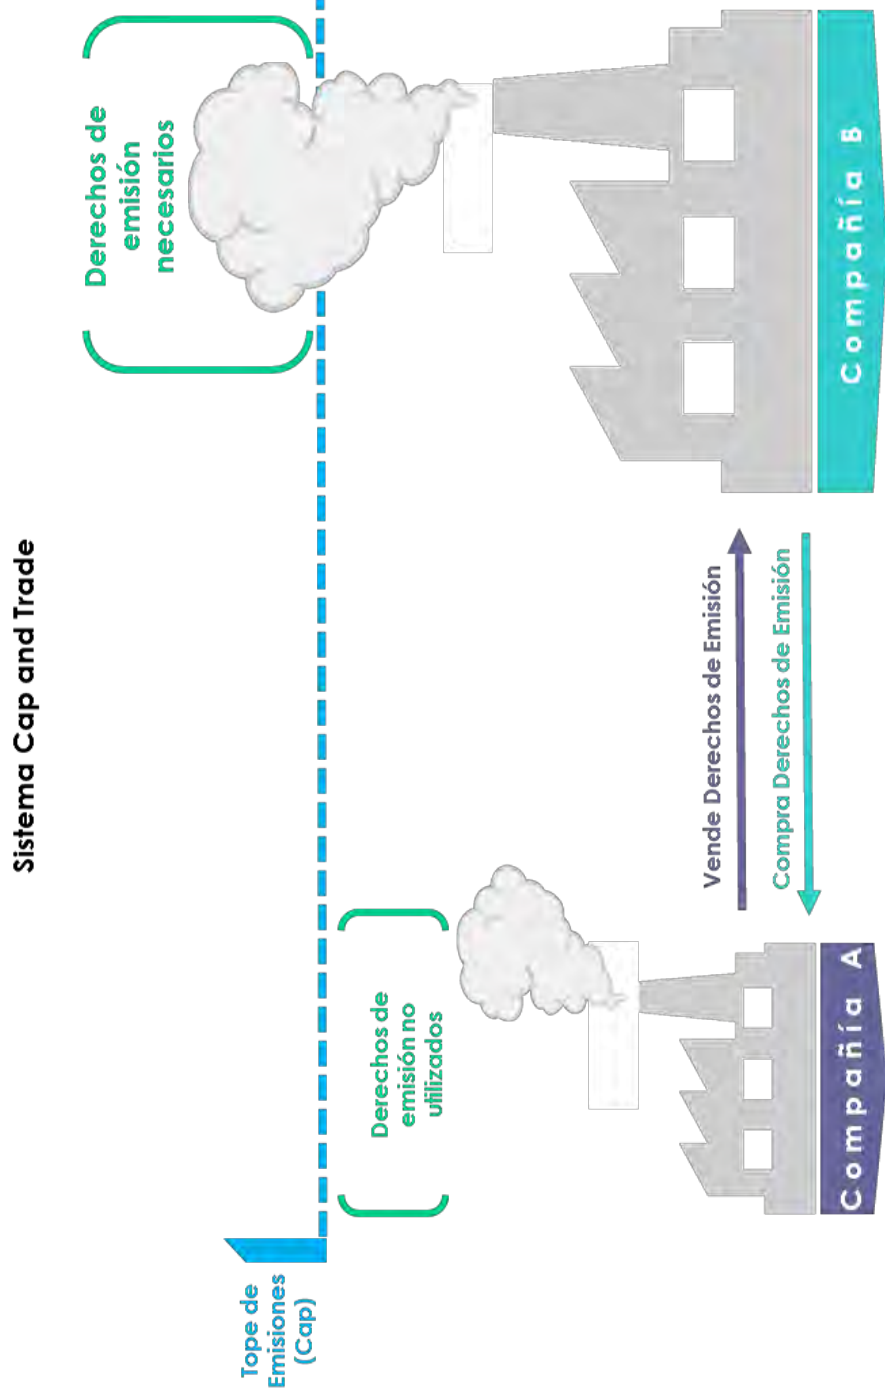 Sistema Cap and Trade
Tope de
Emisiones
(Cap)
Derechos de
emisión no
utilizados
Derechos de
emisión
necesarios
Vende Derechos de Emisión
Compra Derechos de Emisión
Compañía A
Compañía B